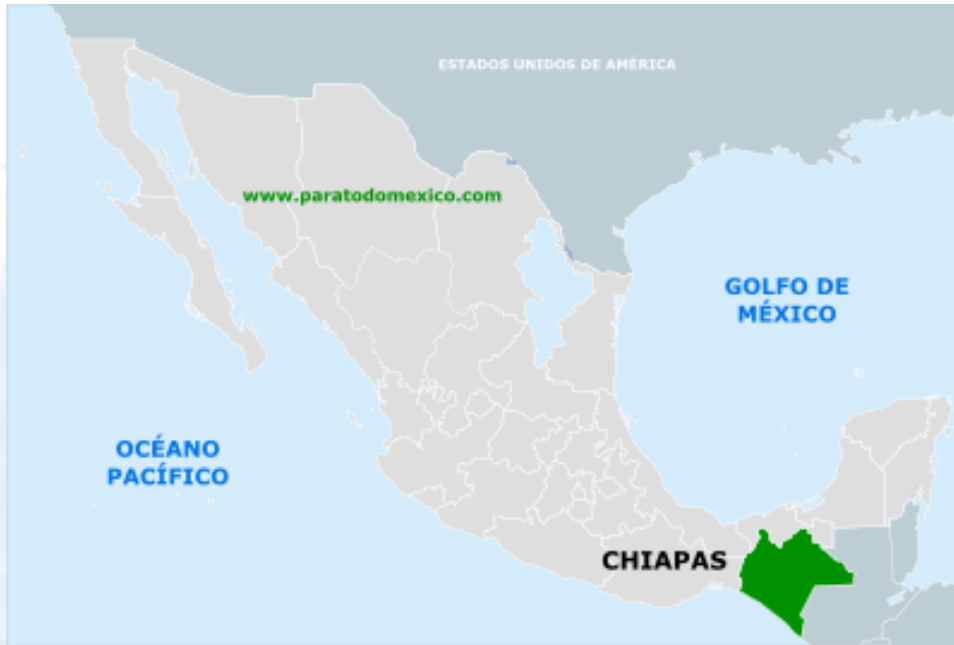 ESTADOS UNIDOS DE AMÉRICA
www.paratodomexico.com
GOLFO DE
MÉXICO
OCÉANO
PACÍFICO
CHIAPAS